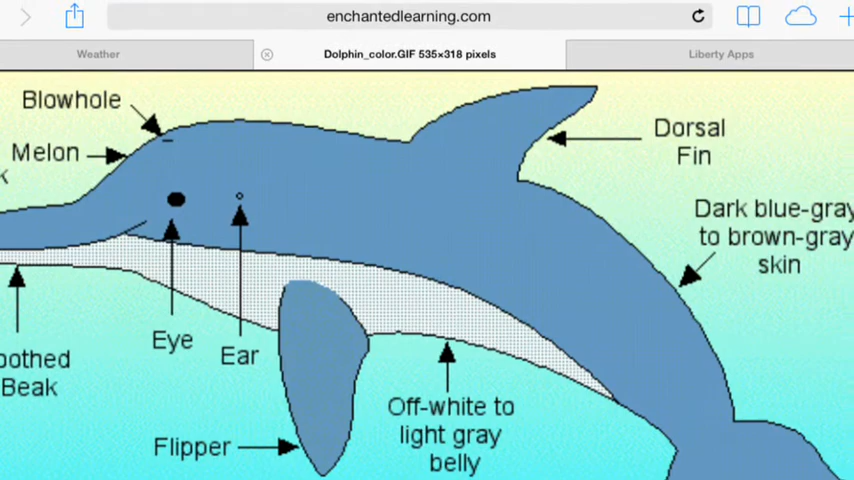 enchantedlearning.com
Weather
Dolphin_color.GIF 535×318 pixels
Liberty Apps
Blowhole
Melon
k
Dorsal
Fin
Dark blue-gray
to brown-gray
skin
Eye
Ear
oothed
Beak
Off-white to
light gray
belly
Flipper